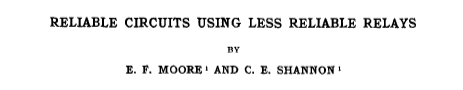 RELIABLE CIRCUITS USING LESS RELIABLE RELAYS
BY
E. F. MOORE ¹ AND C. E. SHANNON ¹